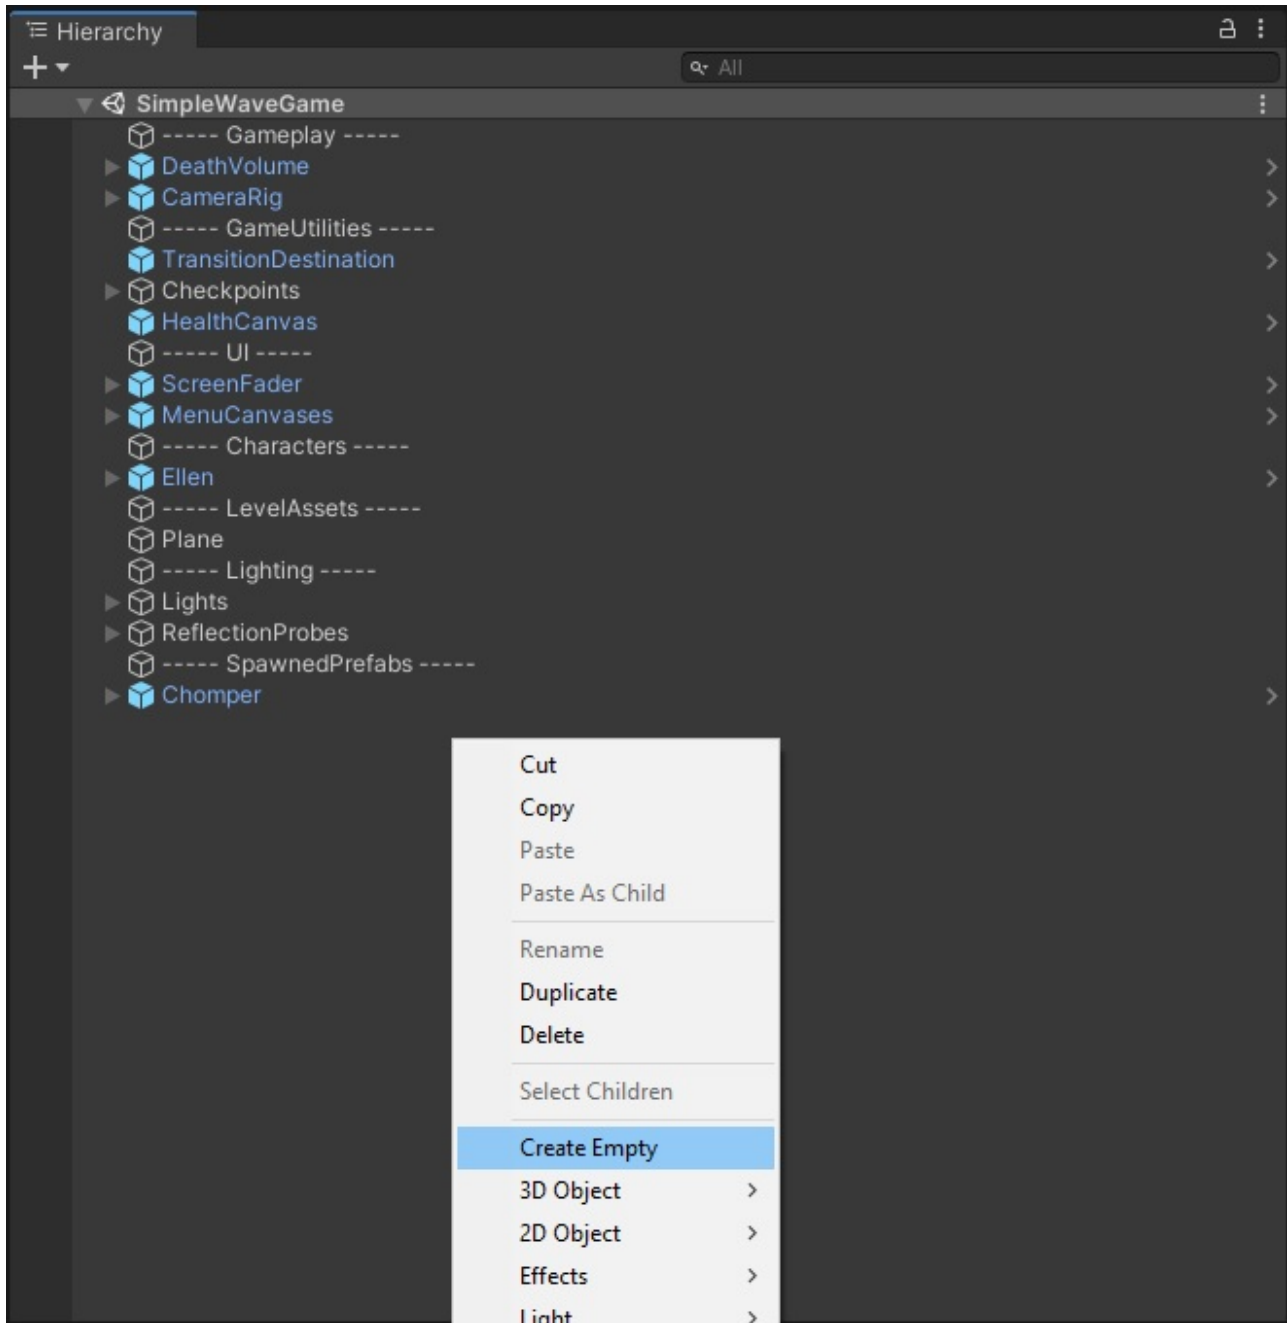 Hierarchy
All
SimpleWaveGame
----- Gameplay -----
DeathVolume
CameraRig
----- GameUtilities -----
TransitionDestination
Checkpoints
HealthCanvas
----- UI -----
ScreenFader
MenuCanvases
----- Characters -----
Ellen
----- LevelAssets -----
Plane
----- Lighting -----
Lights
ReflectionProbes
----- SpawnedPrefabs -----
Chomper
Cut
Copy
Paste
Paste As Child
Rename
Duplicate
Delete
Select Children
Create Empty
3D Object
2D Object
Effects
Light